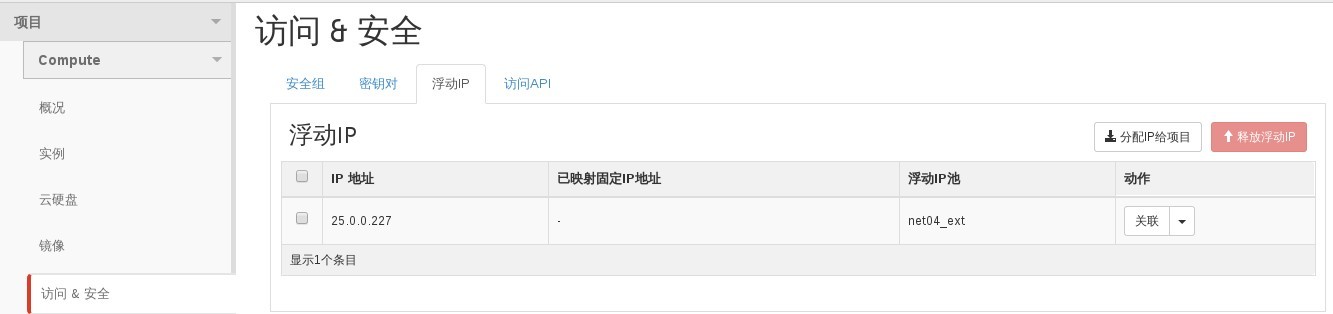 项目
Compute
概况
实例
云硬盘
镜像
访问 & 安全
访问 & 安全
安全组 密钥对 浮动IP 访问API
浮动IP
分配IP给项目 释放浮动IP
IP 地址 已映射固定IP地址 浮动IP池 动作
25.0.0.227 - net04_ext 关联
显示1个条目